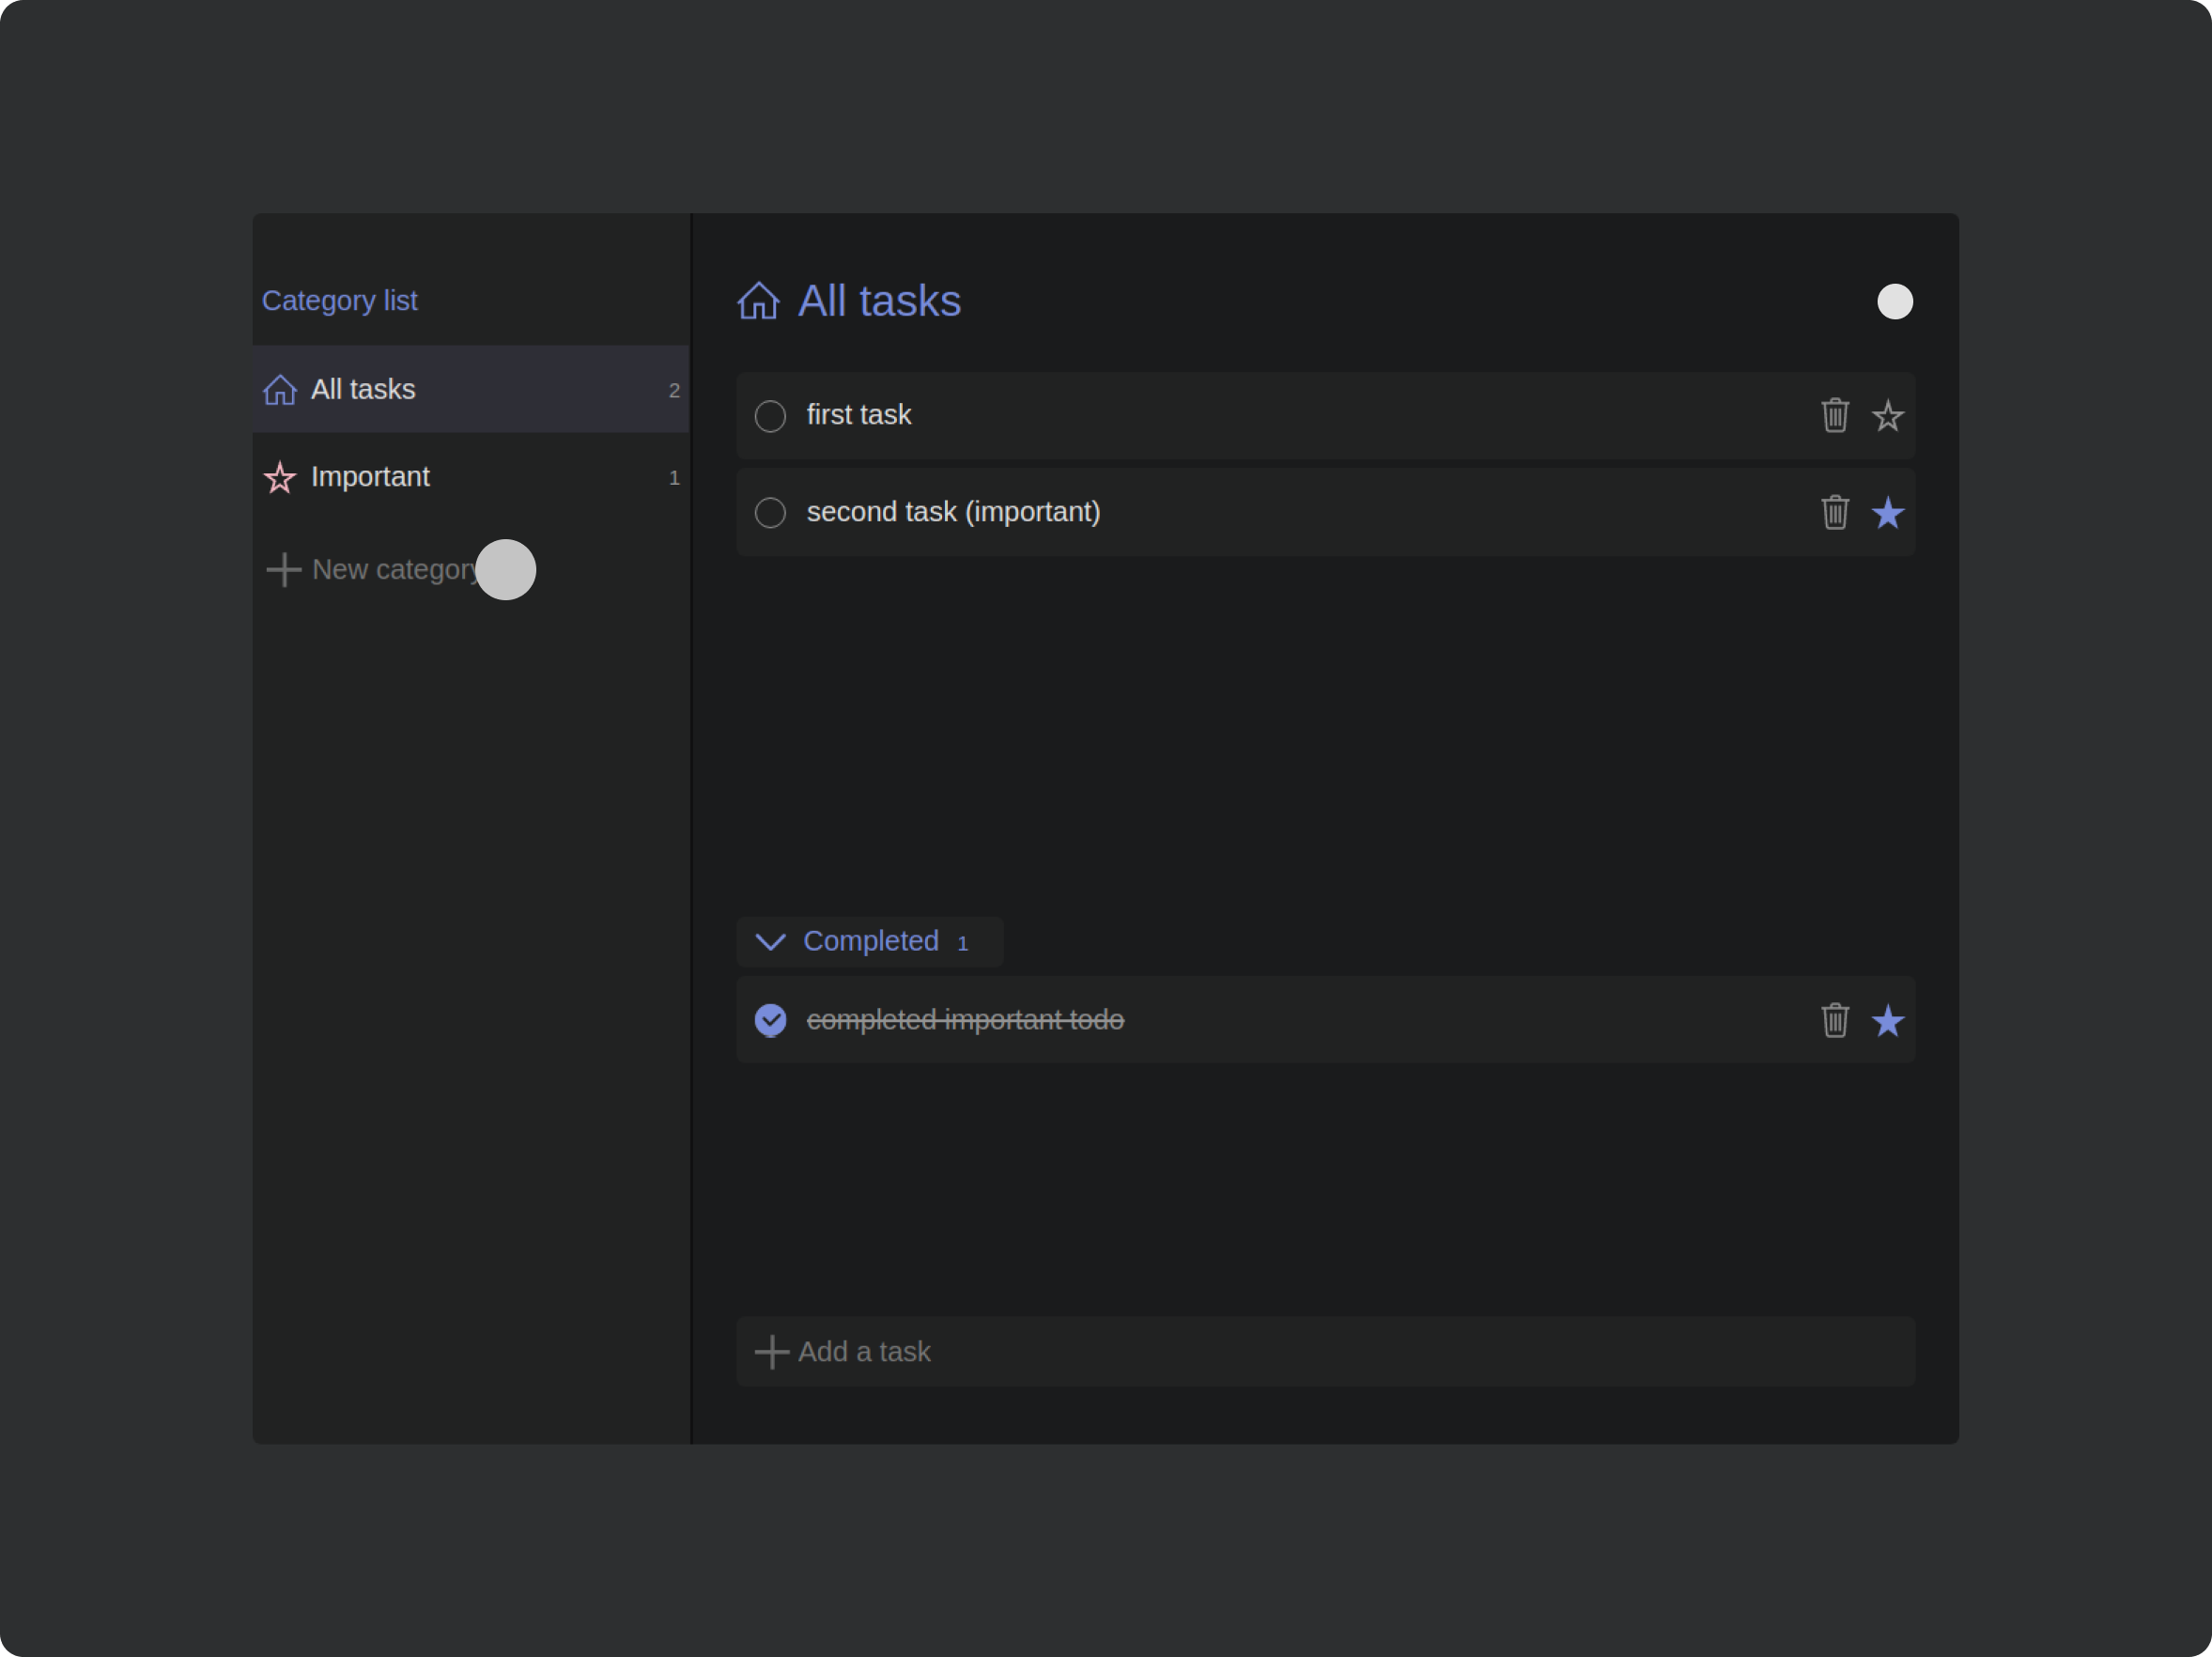 Category list
All tasks 2
Important 1
New category
All tasks
first task
second task (important)
Completed 1
completed important todo
Add a task